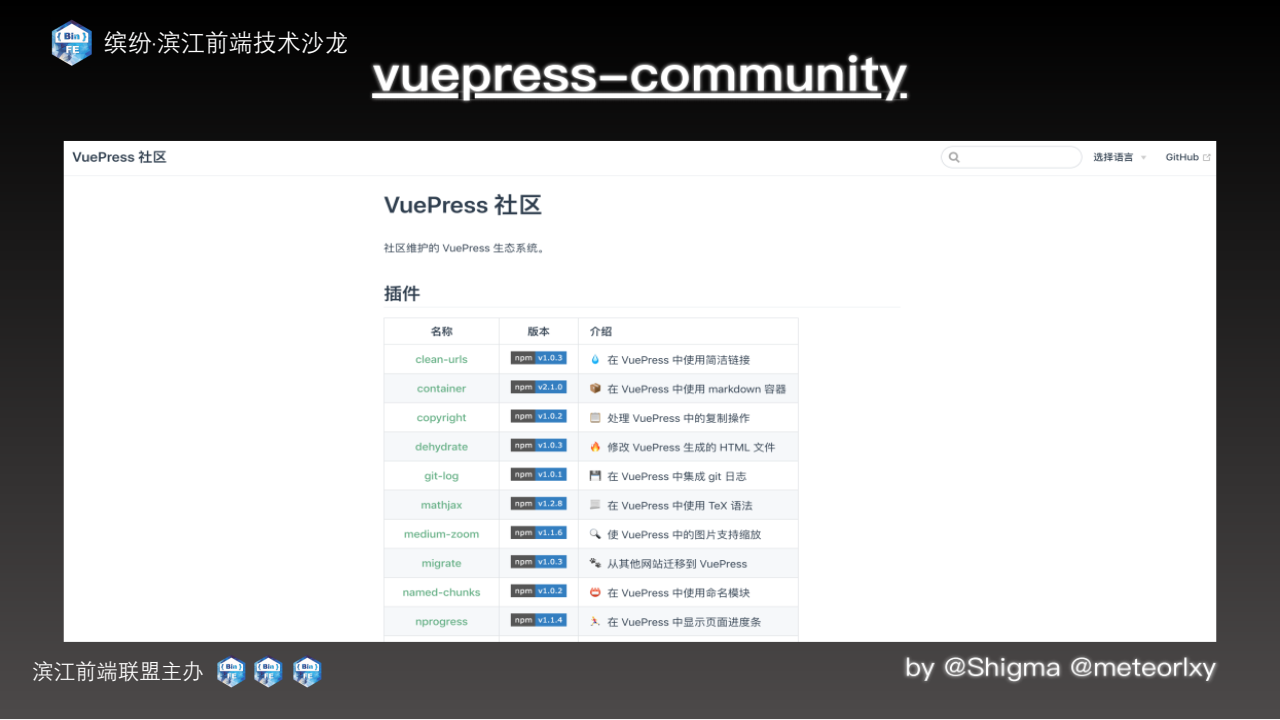 { Bin } FE 缤纷·滨江前端技术沙龙
vuepress-community
VuePress 社区 选择语言 GitHub
VuePress 社区
社区维护的 VuePress 生态系统。
插件
名称 版本 介绍
clean-urls npm v1.0.3 💧 在 VuePress 中使用简洁链接
container npm v2.1.0 📦 在 VuePress 中使用 markdown 容器
copyright npm v1.0.2 处理 VuePress 中的复制操作
dehydrate npm v1.0.3 🔥 修改 VuePress 生成的 HTML 文件
git-log npm v1.0.1 💾 在 VuePress 中集成 git 日志
mathjax npm v1.2.8 在 VuePress 中使用 TeX 语法
medium-zoom npm v1.1.6 🔍 使 VuePress 中的图片支持缩放
migrate npm v1.0.3 🐾 从其他网站迁移到 VuePress
named-chunks npm v1.0.2 📛 在 VuePress 中使用命名模块
nprogress npm v1.1.4 🏃 在 VuePress 中显示页面进度条
滨江前端联盟主办 {Bin} FE {Bin} FE {Bin} FE
by @Shigma @meteorlxy